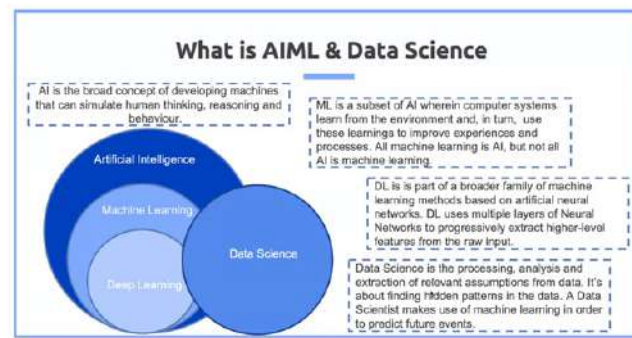 What is AIML & Data Science
AI is the broad concept of developing machines
that can simulate human thinking, reasoning and
behaviour.
ML is a subset of AI wherein computer systems
learn from the environment and, in turn, use
these learnings to improve experiences and
processes. All machine learning is AI, but not all
AI is machine learning.
Artificial Intelligence
Machine Learning
Deep Learning
Data Science
DL is is part of a broader family of machine
learning methods based on artificial neural
networks. DL uses multiple layers of Neural
Networks to progressively extract higher-level
features from the raw input.
Data Science is the processing, analysis and
extraction of relevant assumptions from data. It's
about finding hidden patterns in the data. A Data
Scientist makes use of machine learning in order
to predict future events.